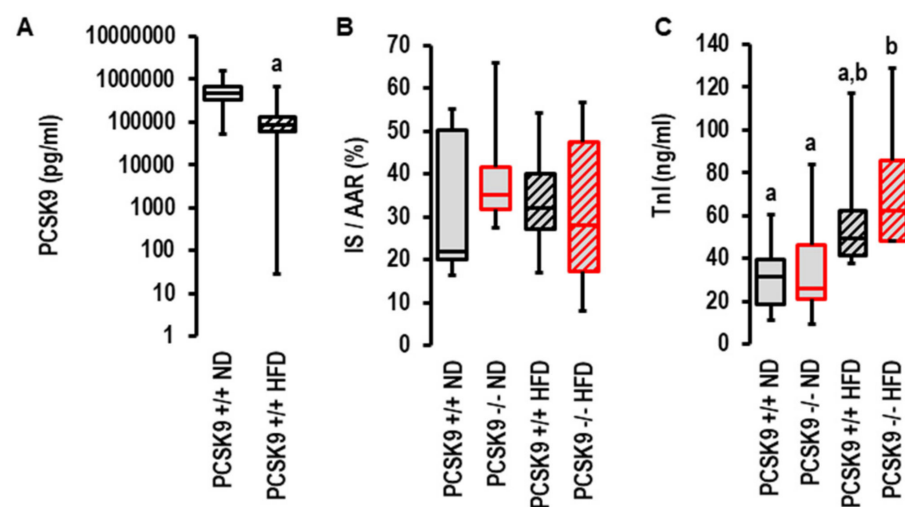 A
PCSK9 (pg/ml)
10000000
1000000
100000
10000
1000
100
10
1
a
PCSK9 +/+ ND
PCSK9 +/+ HFD
B
IS / AAR (%)
70
60
50
40
30
20
10
0
PCSK9 +/+ ND
PCSK9 -/- ND
PCSK9 +/+ HFD
PCSK9 -/- HFD
C
TnI (ng/ml)
140
120
100
80
60
40
20
0
a
a
a,b
b
PCSK9 +/+ ND
PCSK9 -/- ND
PCSK9 +/+ HFD
PCSK9 -/- HFD